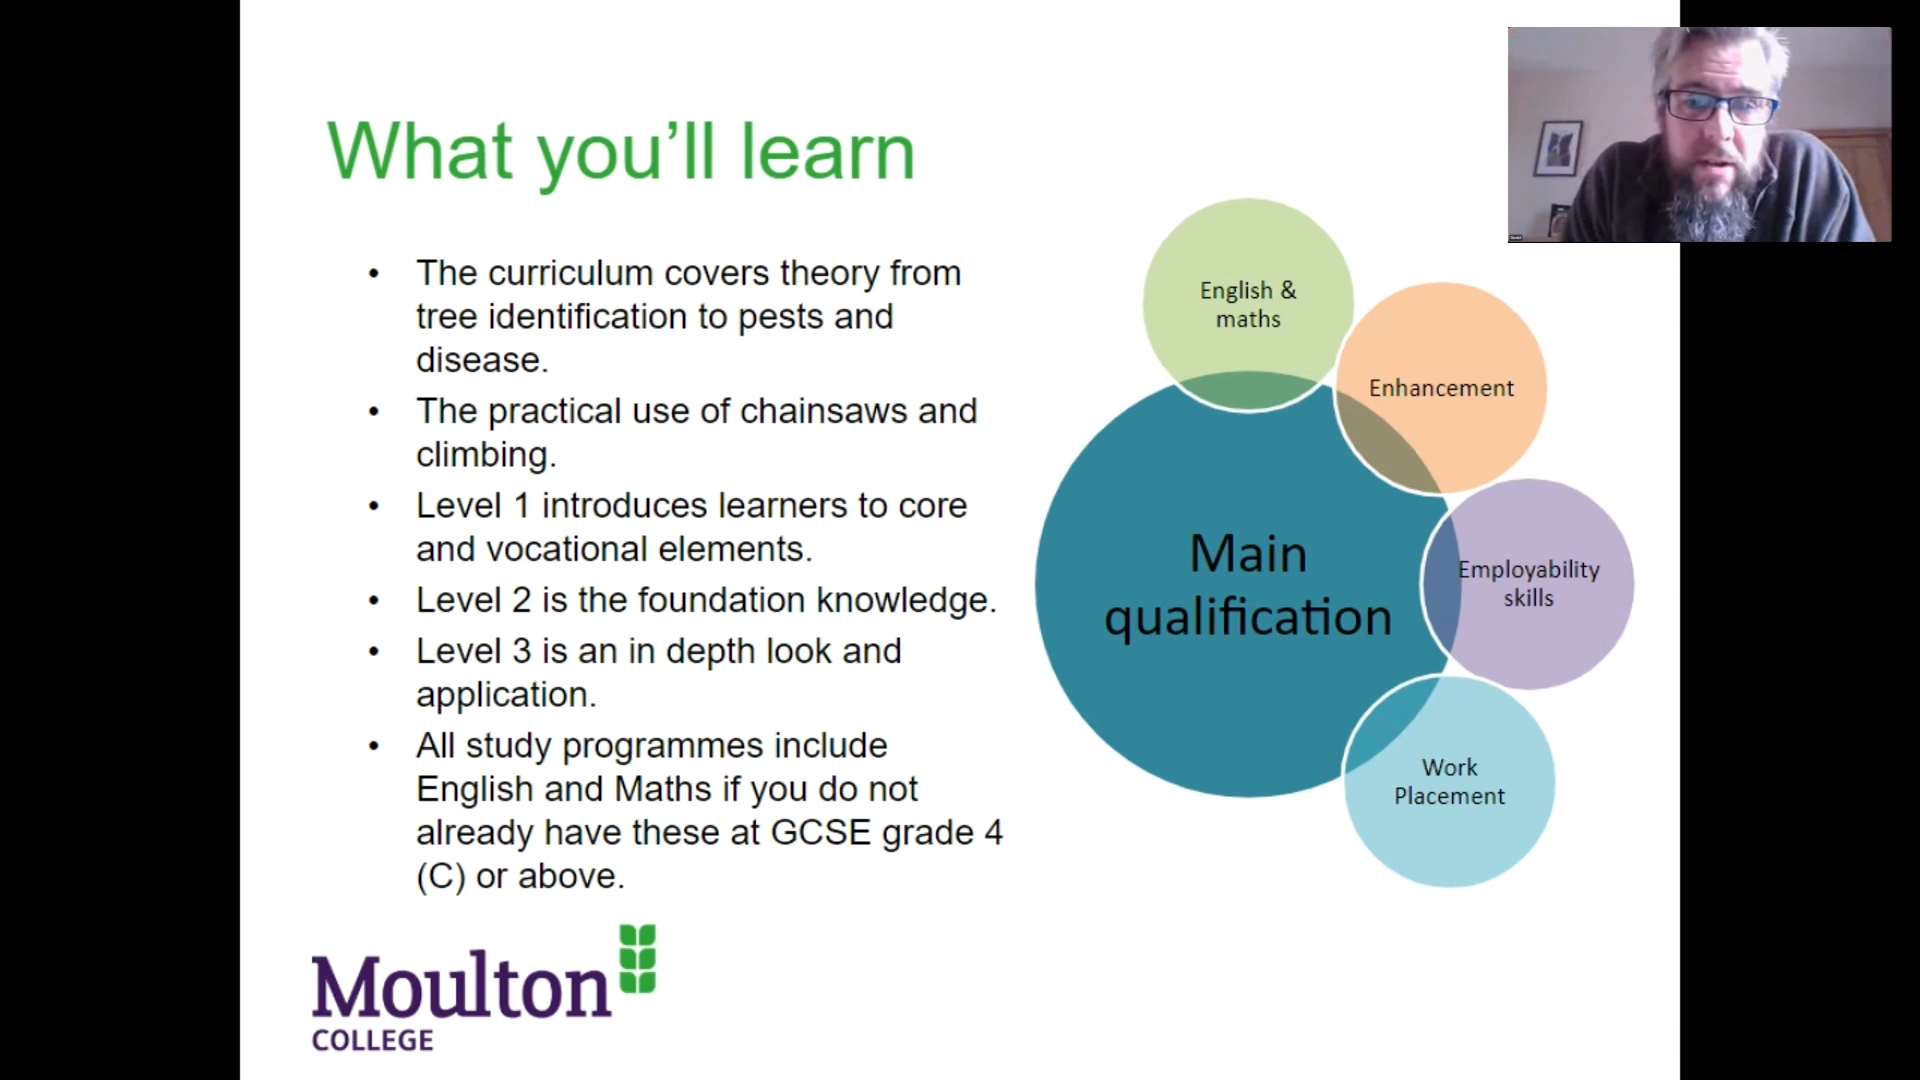 What you’ll learn
• The curriculum covers theory from
tree identification to pests and
disease.
• The practical use of chainsaws and
climbing.
• Level 1 introduces learners to core
and vocational elements.
• Level 2 is the foundation knowledge.
• Level 3 is an in depth look and
application.
• All study programmes include
English and Maths if you do not
already have these at GCSE grade 4
(C) or above.
English &
maths
Enhancement
Employability
skills
Work
Placement
Main
qualification
Moulton
COLLEGE